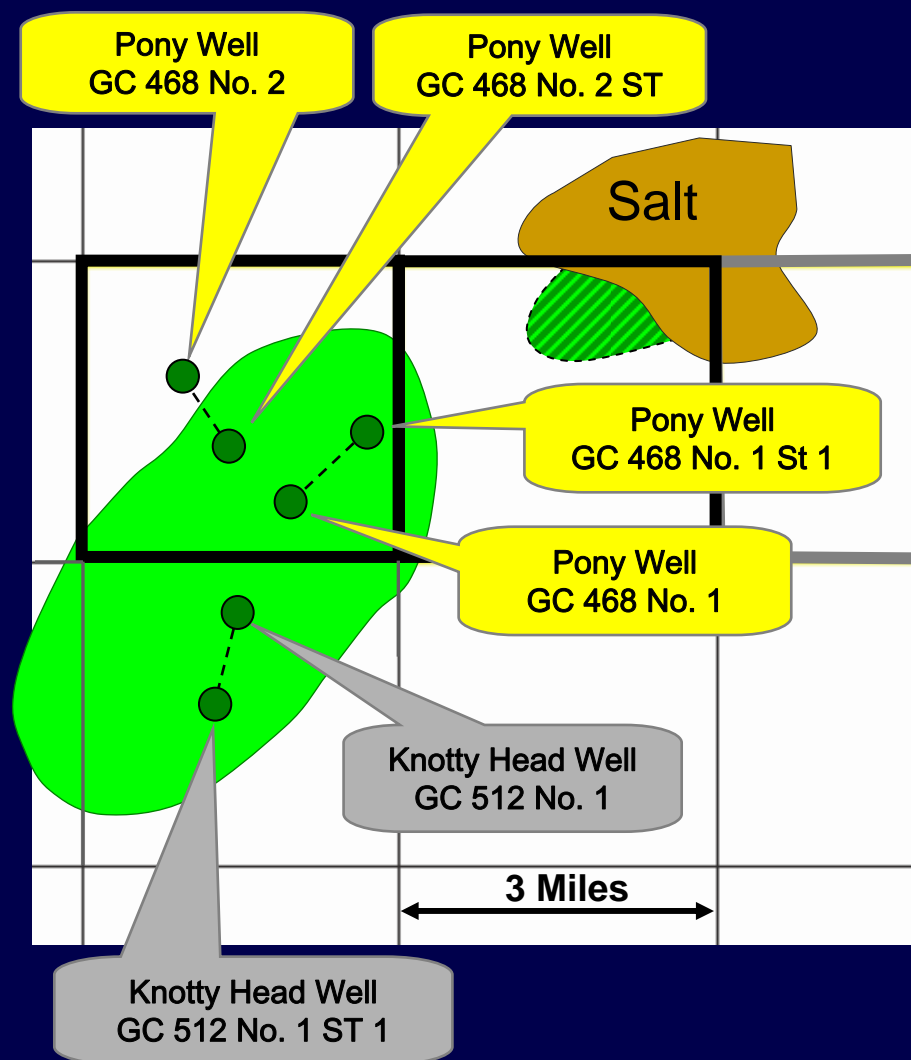 Pony Well
GC 468 No. 2
Pony Well
GC 468 No. 2 ST
Salt
Pony Well
GC 468 No. 1 St 1
Pony Well
GC 468 No. 1
Knotty Head Well
GC 512 No. 1
3 Miles
Knotty Head Well
GC 512 No. 1 ST 1